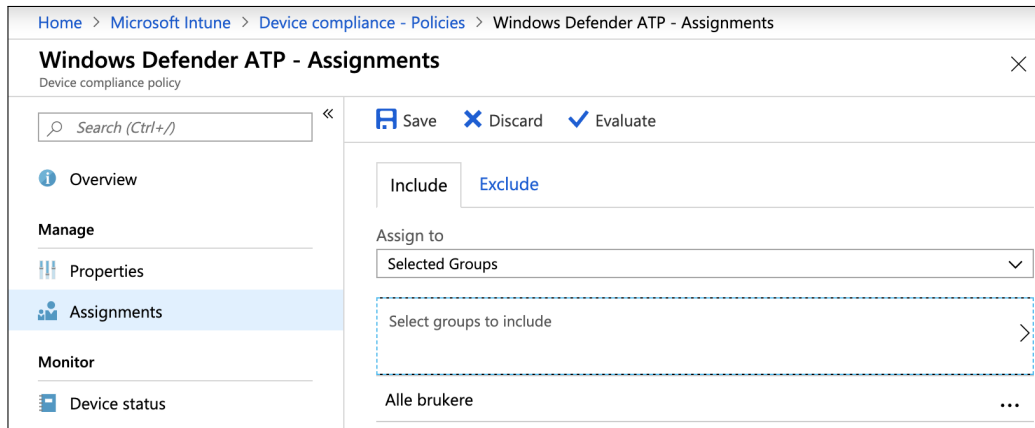 Home > Microsoft Intune > Device compliance - Policies > Windows Defender ATP - Assignments
Windows Defender ATP - Assignments
Device compliance policy
Search (Ctrl+/)
Overview
Manage
Properties
Assignments
Monitor
Device status
Save Discard Evaluate
Include Exclude
Assign to
Selected Groups
Select groups to include
Alle brukere